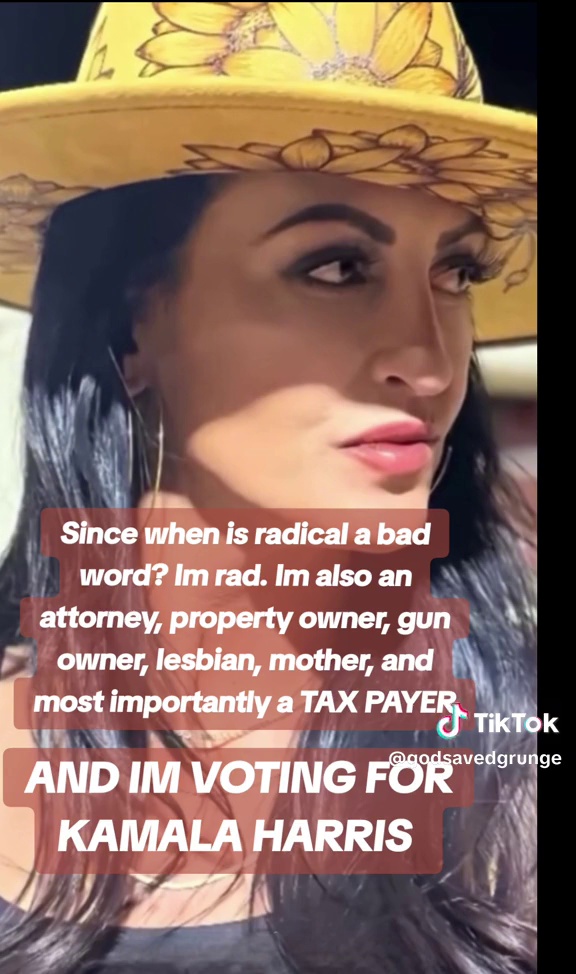 Since when is radical a bad
word? Im rad. Im also an
attorney, property owner, gun
owner, lesbian, mother, and
most importantly a TAX PAYER
TikTok
@godsavedgrunge
AND IM VOTING FOR
KAMALA HARRIS